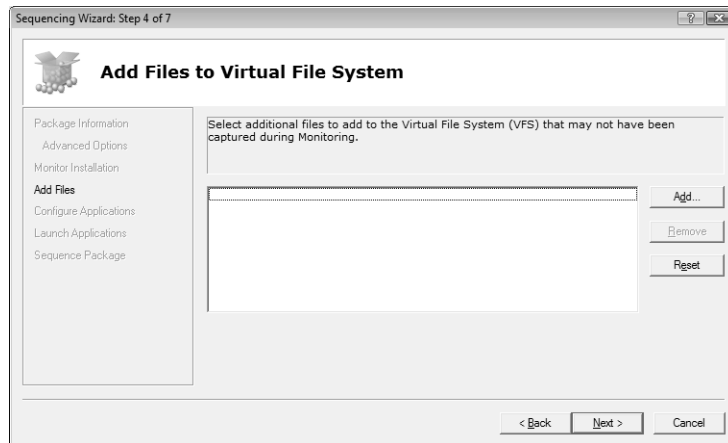 Sequencing Wizard: Step 4 of 7
Add Files to Virtual File System
Package Information
Advanced Options
Monitor Installation
Add Files
Configure Applications
Launch Applications
Sequence Package
Select additional files to add to the Virtual File System (VFS) that may not have been
captured during Monitoring.
Add...
Remove
Reset
< Back
Next >
Cancel